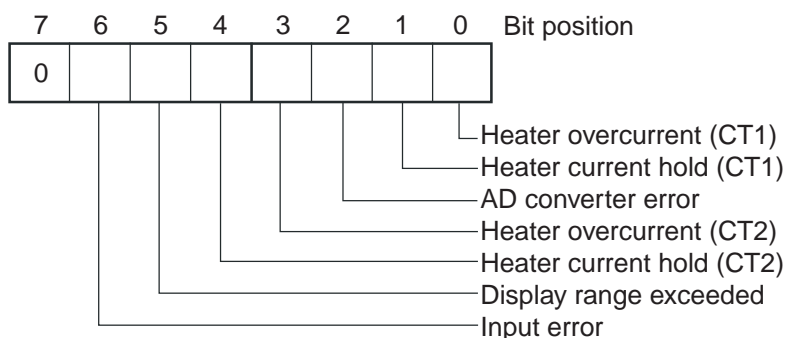 7 6 5 4 3 2 1 0 Bit position
0
Heater overcurrent (CT1)
Heater current hold (CT1)
AD converter error
Heater overcurrent (CT2)
Heater current hold (CT2)
Display range exceeded
Input error